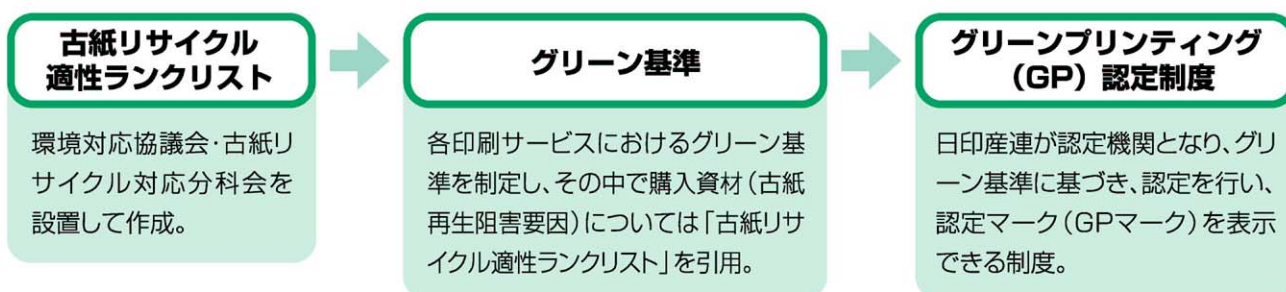 古紙リサイクル
適性ランクリスト
環境対応協議会･古紙リ
サイクル対応分科会を
設置して作成。
グリーン基準
各印刷サービスにおけるグリーン基
準を制定し、その中で購入資材（古紙
再生阻害要因）については「古紙リサ
イクル適性ランクリスト」を引用。
グリーンプリンティング
（GP）認定制度
日印産連が認定機関となり、グリ
ーン基準に基づき、認定を行い、
認定マーク（GPマーク）を表示
できる制度。